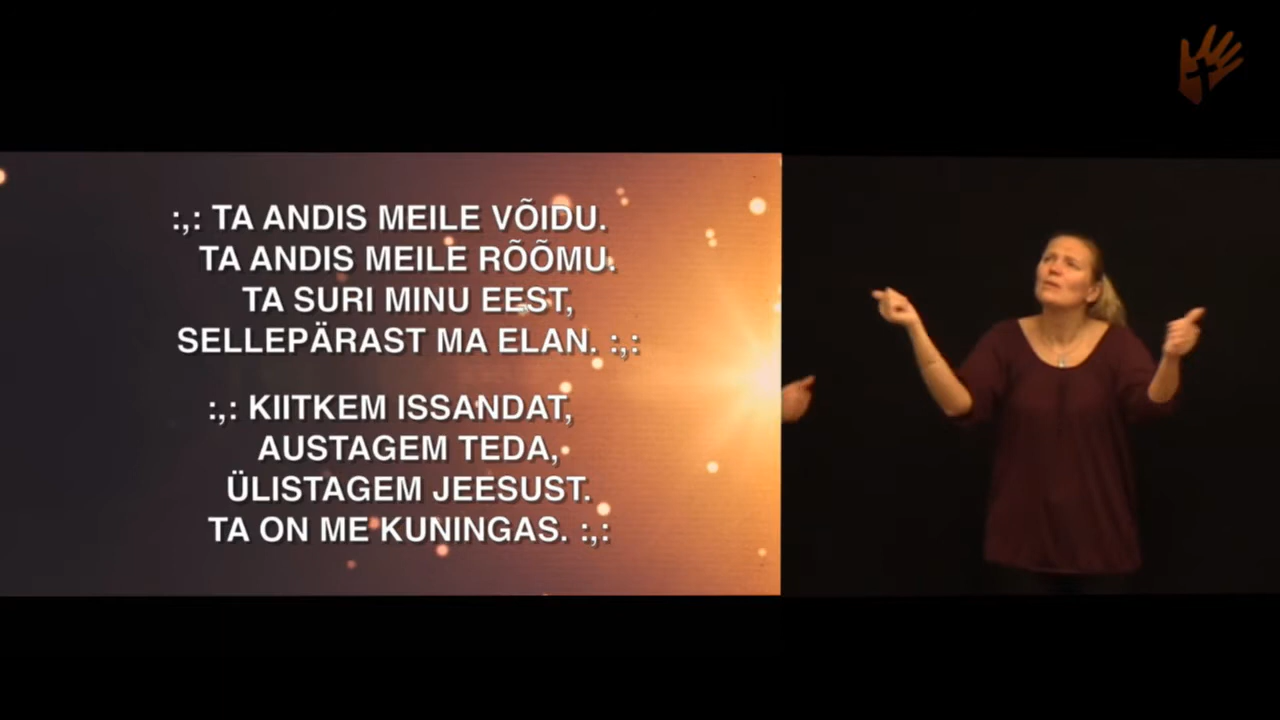 :,: TA ANDIS MEILE VÕIDU.
TA ANDIS MEILE RÕÕMU.
TA SURI MINU EEST,
SELLEPÄRAST MA ELAN. :,:
:,: KIITKEM ISSANDAT,
AUSTAGEM TEDA,
ÜLISTAGEM JEESUST.
TA ON ME KUNINGAS. :,: